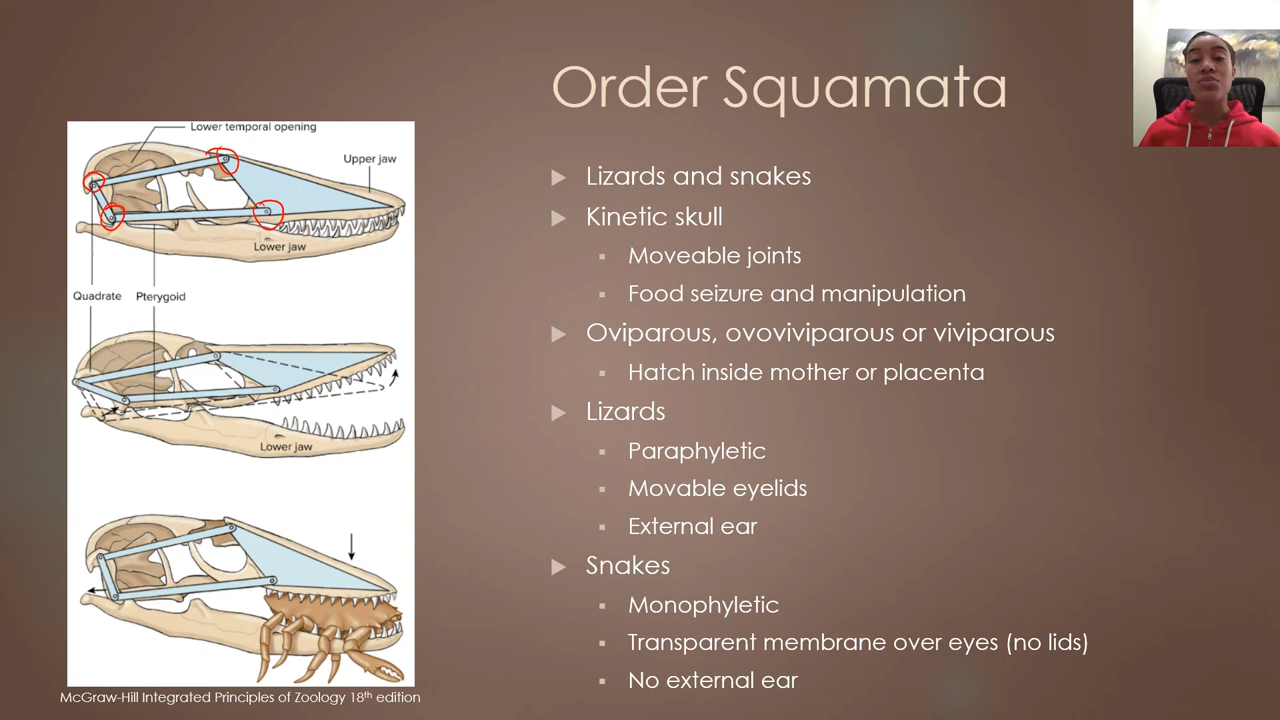 Order Squamata
Lower temporal opening
Upper jaw
Lower jaw
Quadrate
Pterygoid
Lower jaw
McGraw-Hill Integrated Principles of Zoology 18th edition
Lizards and snakes
Kinetic skull
Moveable joints
Food seizure and manipulation
Oviparous, ovoviviparous or viviparous
Hatch inside mother or placenta
Lizards
Paraphyletic
Movable eyelids
External ear
Snakes
Monophyletic
Transparent membrane over eyes (no lids)
No external ear